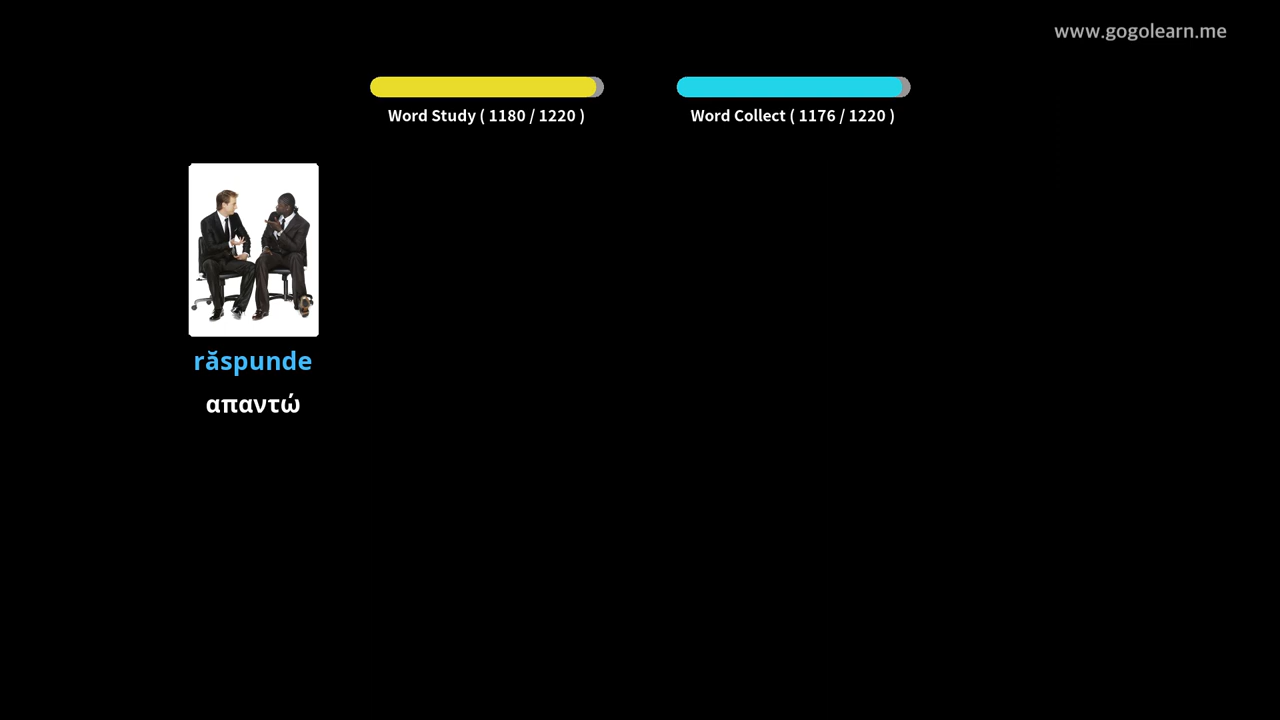 www.gogolearn.me
Word Study ( 1180 / 1220 )
Word Collect ( 1176 / 1220 )
răspunde
απαντώ